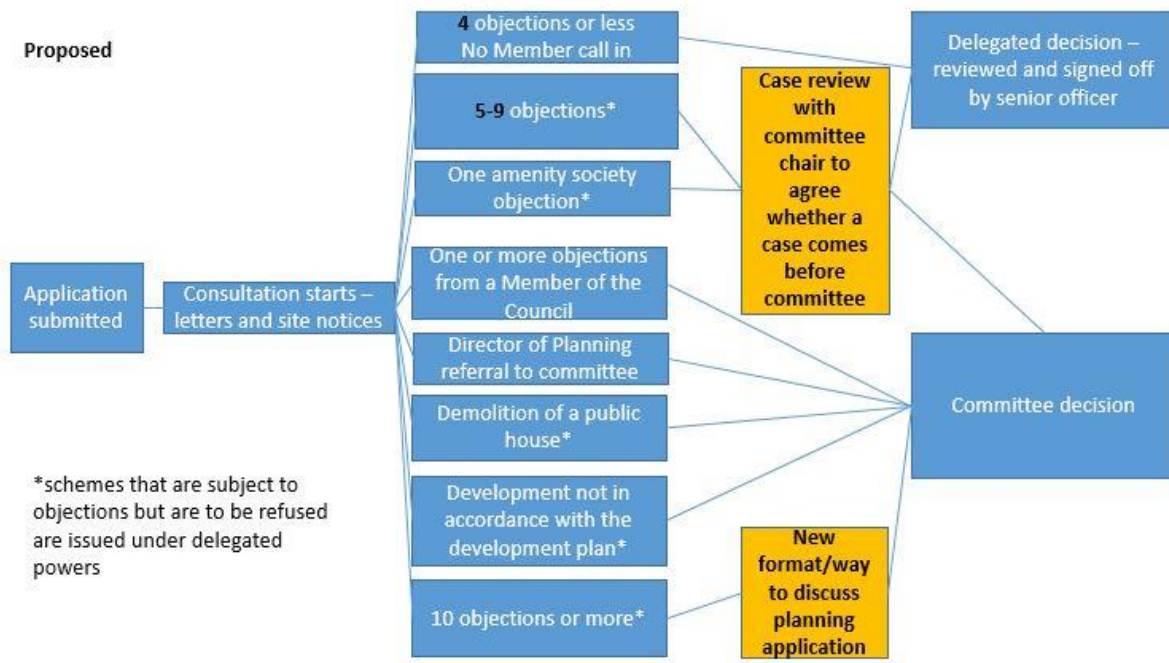 Proposed
4 objections or less
No Member call in
5-9 objections*
One amenity society
objection*
One or more objections
from a Member of the
Council
Director of Planning
referral to committee
Demolition of a public
house*
Development not in
accordance with the
development plan*
10 objections or more*
Application
submitted
Consultation starts –
letters and site notices
Case review
with
committee
chair to
agree
whether a
case comes
before
committee
New
format/way
to discuss
planning
application
Delegated decision –
reviewed and signed off
by senior officer
Committee decision
*schemes that are subject to
objections but are to be refused
are issued under delegated
powers